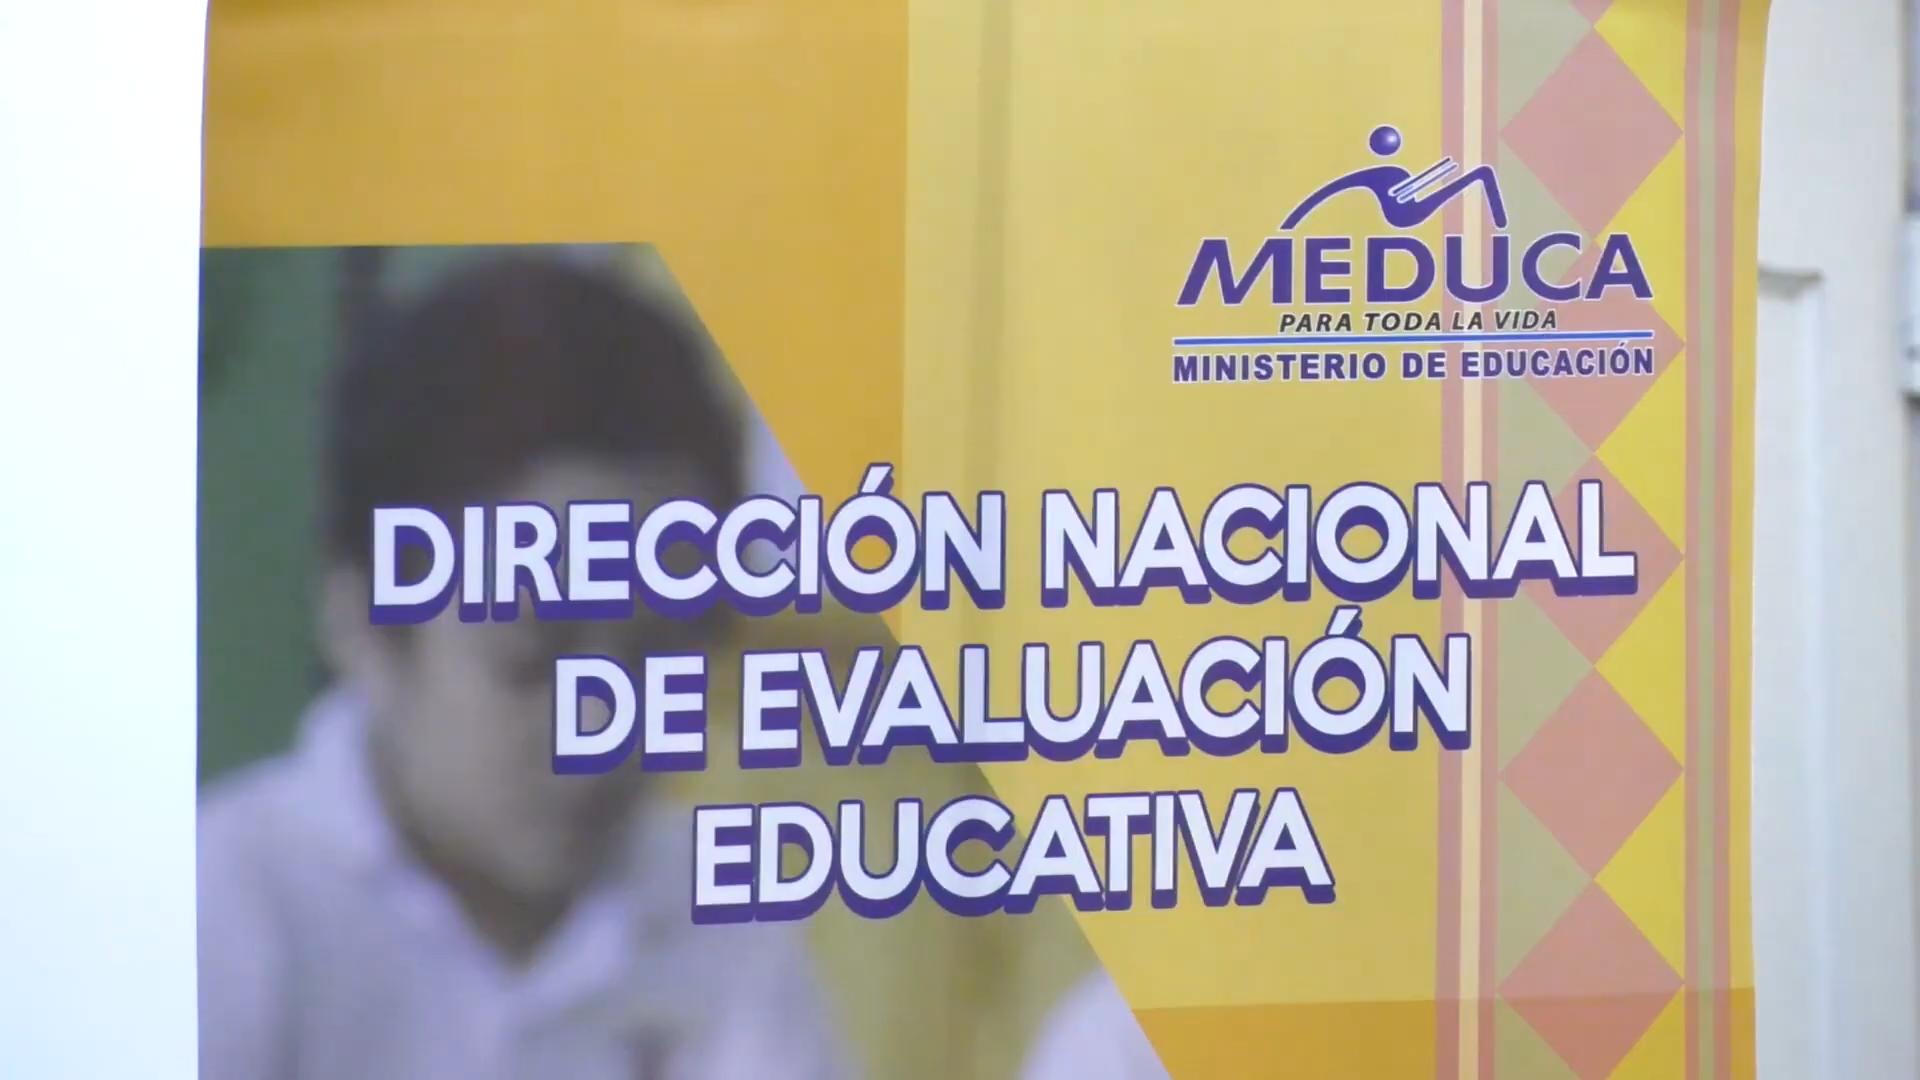 MEDUCA
PARA TODA LA VIDA
MINISTERIO DE EDUCACIÓN
DIRECCIÓN NACIONAL
DE EVALUACIÓN
EDUCATIVA